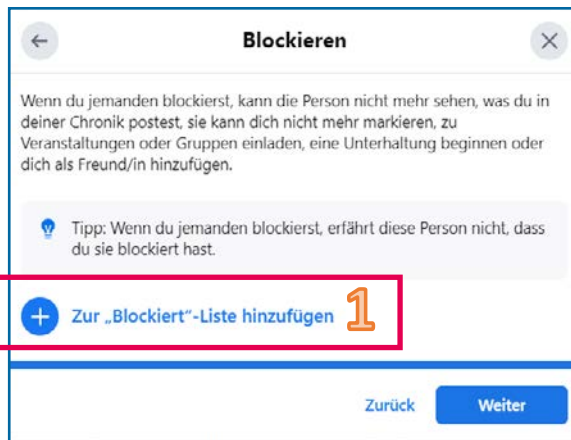 Blockieren
Wenn du jemanden blockierst, kann die Person nicht mehr sehen, was du in
deiner Chronik postest, sie kann dich nicht mehr markieren, zu
Veranstaltungen oder Gruppen einladen, eine Unterhaltung beginnen oder
dich als Freund/in hinzufügen.
Tipp: Wenn du jemanden blockierst, erfährt diese Person nicht, dass
du sie blockiert hast.
Zur „Blockiert"-Liste hinzufügen 1
Zurück Weiter